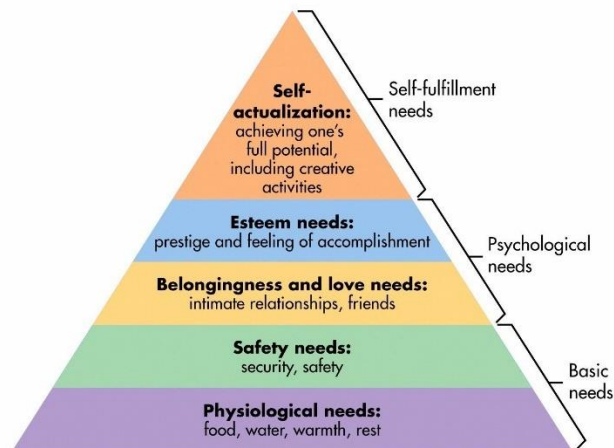 Self-
actualization:
achieving one's
full potential,
including creative
activities
Self-fulfillment
needs
Esteem needs:
prestige and feeling of accomplishment
Psychological
needs
Belongingness and love needs:
intimate relationships, friends
Safety needs:
security, safety
Basic
needs
Physiological needs:
food, water, warmth, rest